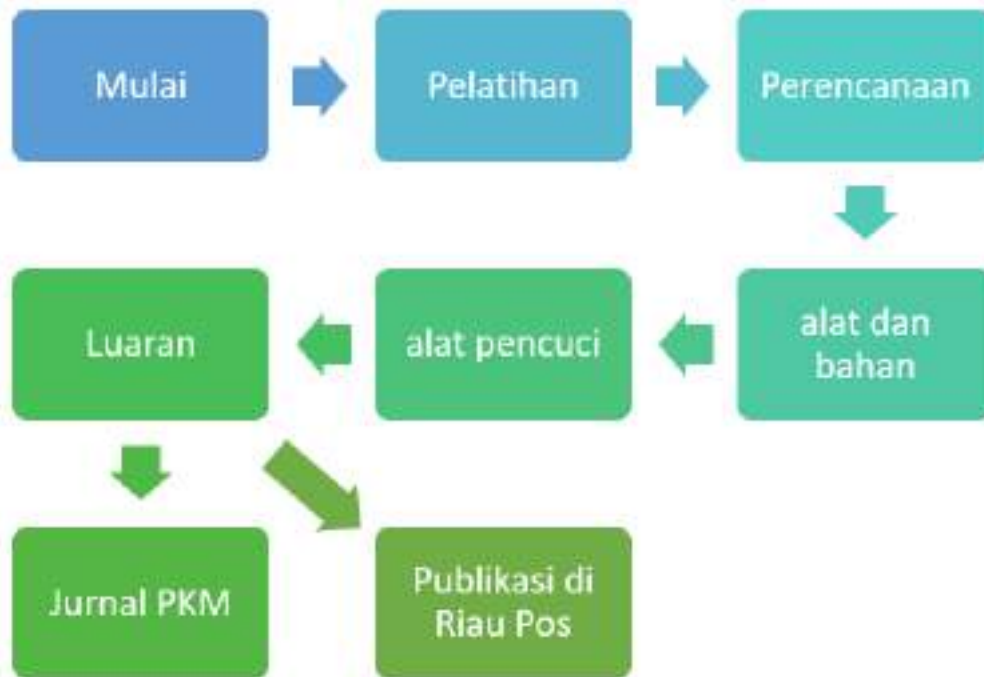 Mulai
Pelatihan
Perencanaan
alat dan
bahan
alat pencuci
Luaran
Jurnal PKM
Publikasi di
Riau Pos